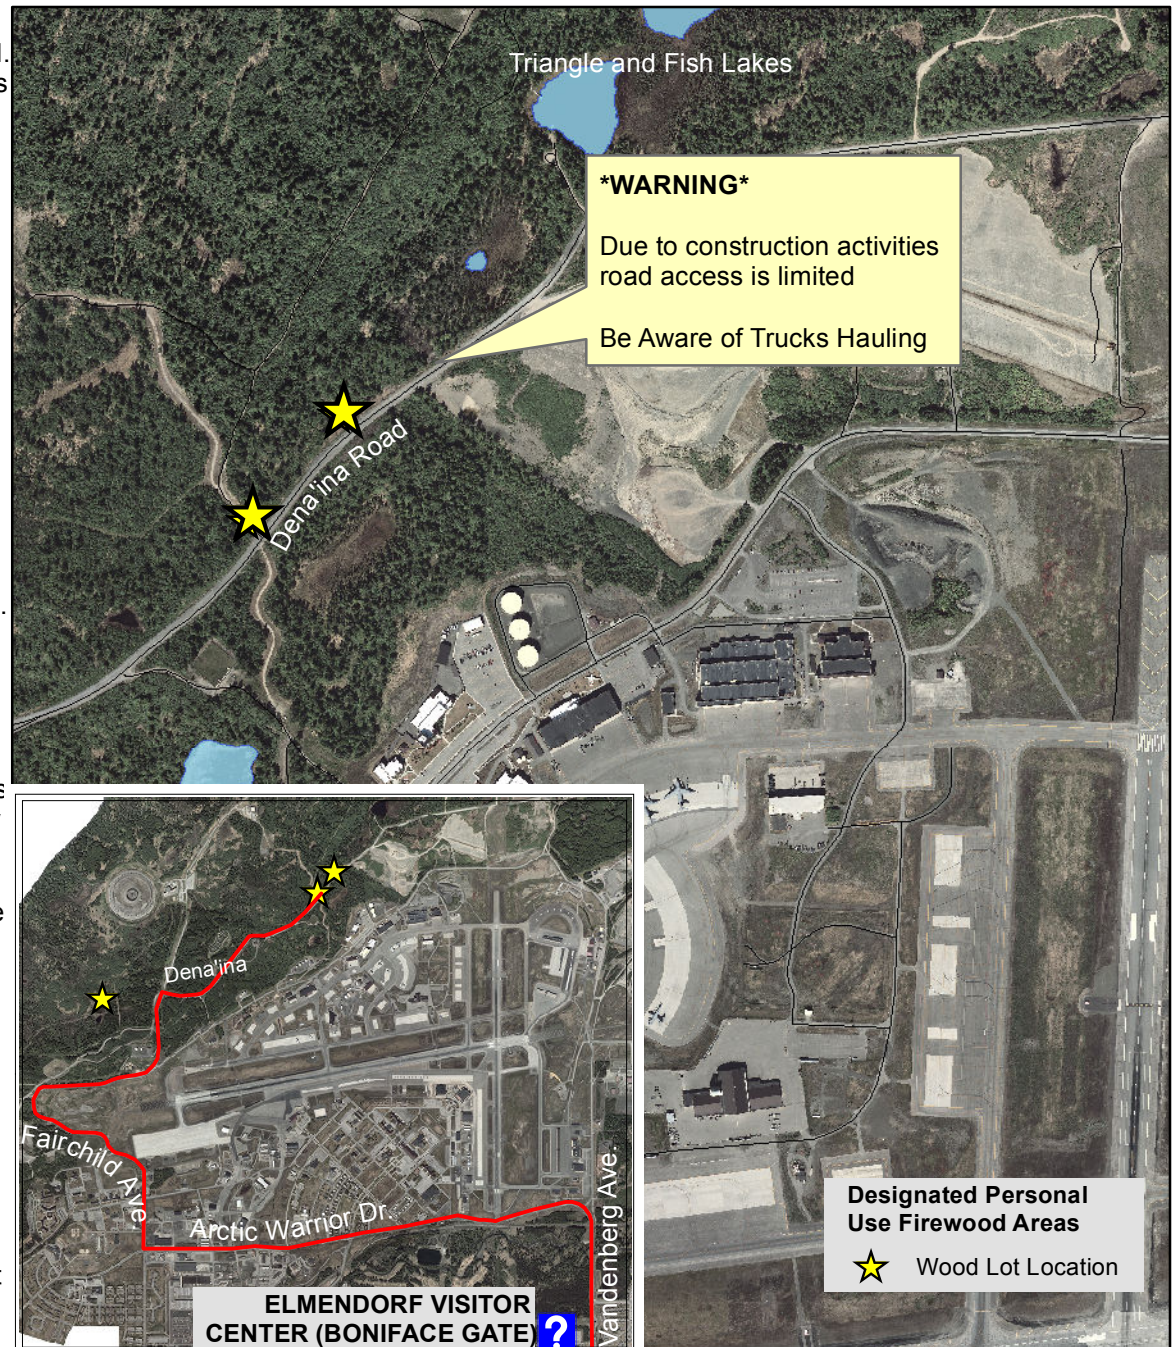 Triangle and Fish Lakes
*WARNING*
Due to construction activities
road access is limited
Be Aware of Trucks Hauling
Dena'ina Road
Dena'ina
Fairchild Ave.
Arctic Warrior Dr.
Vandenberg Ave.
ELMENDORF VISITOR
CENTER (BONIFACE GATE)
?
Designated Personal
Use Firewood Areas
Wood Lot Location